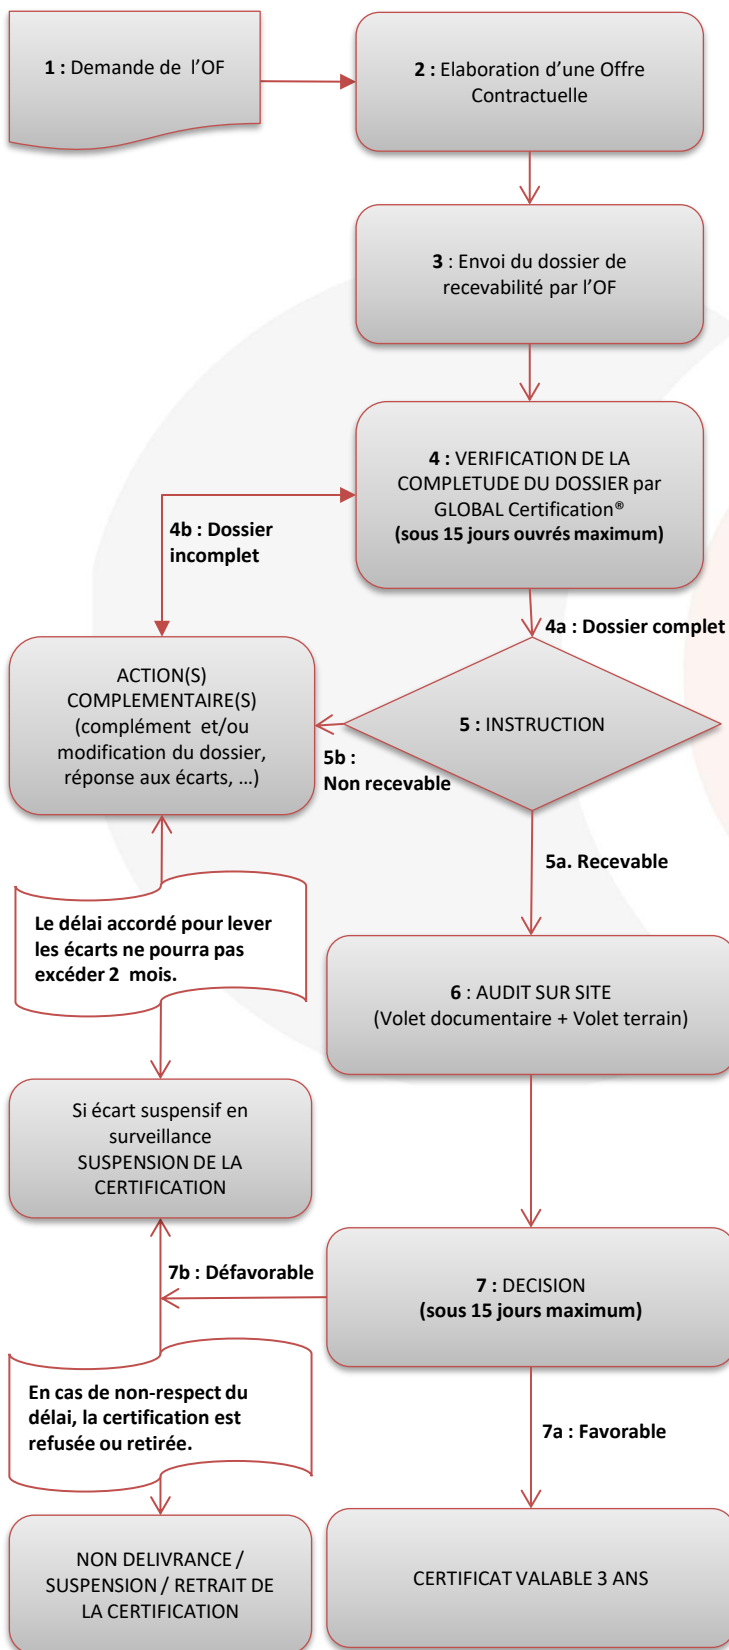 1 : Demande de l’OF
2 : Elaboration d’une Offre
Contractuelle
3 : Envoi du dossier de
recevabilité par l’OF
4 : VERIFICATION DE LA
COMPLETUDE DU DOSSIER par
GLOBAL Certification®
(sous 15 jours ouvrés maximum)
4b : Dossier
incomplet
4a : Dossier complet
ACTION(S)
COMPLEMENTAIRE(S)
(complément et/ou
modification du dossier,
réponse aux écarts, ...)
5 : INSTRUCTION
5b :
Non recevable
5a. Recevable
Le délai accordé pour lever
les écarts ne pourra pas
excéder 2 mois.
6 : AUDIT SUR SITE
(Volet documentaire + Volet terrain)
Si écart suspensif en
surveillance
SUSPENSION DE LA
CERTIFICATION
7b : Défavorable
7 : DECISION
(sous 15 jours maximum)
En cas de non-respect du
délai, la certification est
refusée ou retirée.
7a : Favorable
NON DELIVRANCE /
SUSPENSION / RETRAIT DE
LA CERTIFICATION
CERTIFICAT VALABLE 3 ANS